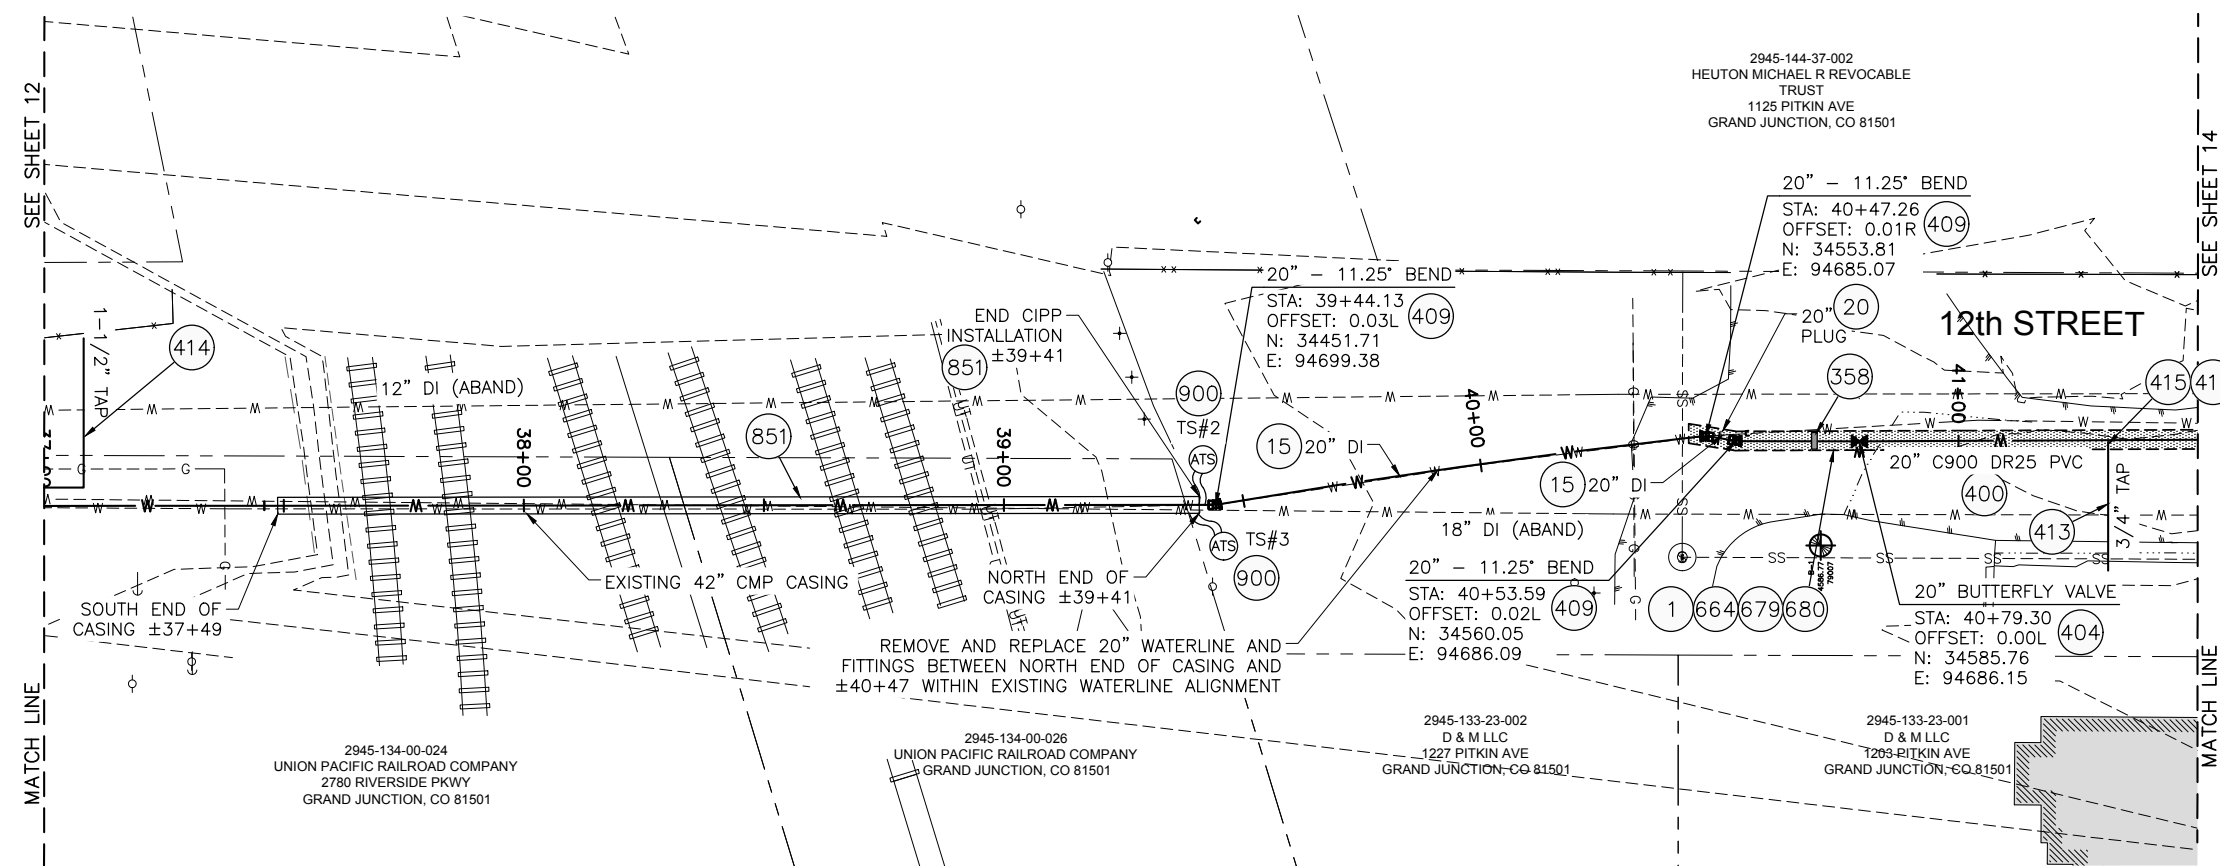 SEE SHEET 12
MATCH LINE
1-1/2" TAP
414
12" DI (ABAND)
851
38+00
39+00
SOUTH END OF
CASING ±37+49
EXISTING 42" CMP CASING
END CIPP
INSTALLATION
±39+41
851
900
TS#2
ATS
ATS
TS#3
900
NORTH END OF
CASING ±39+41
REMOVE AND REPLACE 20" WATERLINE AND
FITTINGS BETWEEN NORTH END OF CASING AND
±40+47 WITHIN EXISTING WATERLINE ALIGNMENT
20" - 11.25° BEND
STA: 39+44.13
OFFSET: 0.03L
N: 34451.71
E: 94699.38
409
15
20" DI
40+00
15
20" DI
18" DI (ABAND)
20" - 11.25° BEND
STA: 40+53.59
OFFSET: 0.02L
N: 34560.05
E: 94686.09
409
2945-144-37-002
HEUTON MICHAEL R REVOCABLE
TRUST
1125 PITKIN AVE
GRAND JUNCTION, CO 81501
20" - 11.25° BEND
STA: 40+47.26
OFFSET: 0.01R
N: 34553.81
E: 94685.07
409
20
20"
PLUG
12th STREET
358
41+00
415
41
20" C900 DR25 PVC
400
413
3/4" TAP
1
664
679
680
20" BUTTERFLY VALVE
STA: 40+79.30
OFFSET: 0.00L
N: 34585.76
E: 94686.15
404
G
G
G
G
G
G
UT
UT
UT
SS
SS
SS
SS
SS
SS
2945-134-00-024
UNION PACIFIC RAILROAD COMPANY
2780 RIVERSIDE PKWY
GRAND JUNCTION, CO 81501
2945-134-00-026
UNION PACIFIC RAILROAD COMPANY
GRAND JUNCTION, CO 81501
2945-133-23-002
D & M LLC
1227 PITKIN AVE
GRAND JUNCTION, CO 81501
2945-133-23-001
D & M LLC
1203 PITKIN AVE
GRAND JUNCTION, CO 81501
SEE SHEET 14
MATCH LINE